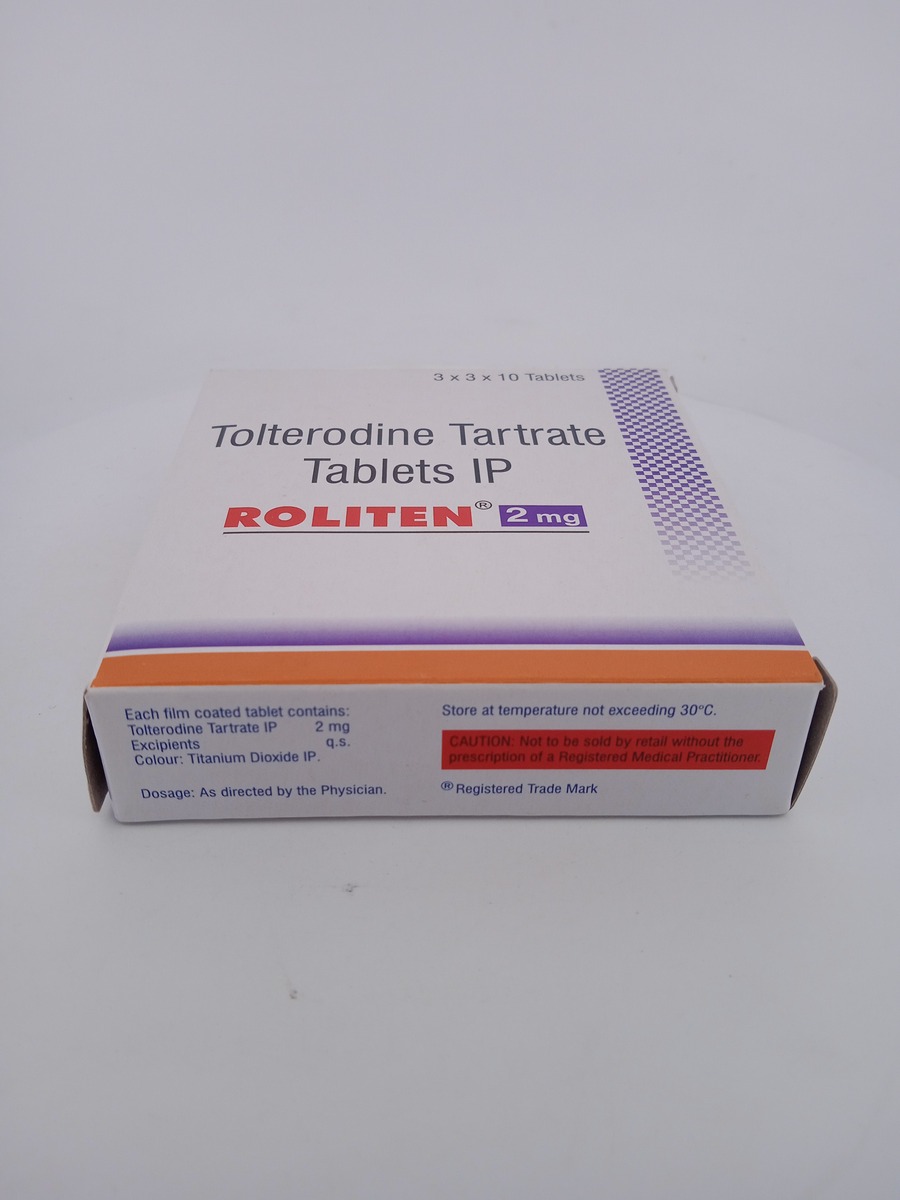 3 x 3 x 10 Tablets
Tolterodine Tartrate
Tablets IP
ROLITEN® 2 mg
Each film coated tablet contains:
Tolterodine Tartrate IP 2 mg
Excipients q.s.
Colour: Titanium Dioxide IP.
Dosage: As directed by the Physician.
Store at temperature not exceeding 30°C.
CAUTION: Not to be sold by retail without the
prescription of a Registered Medical Practitioner.
® Registered Trade Mark